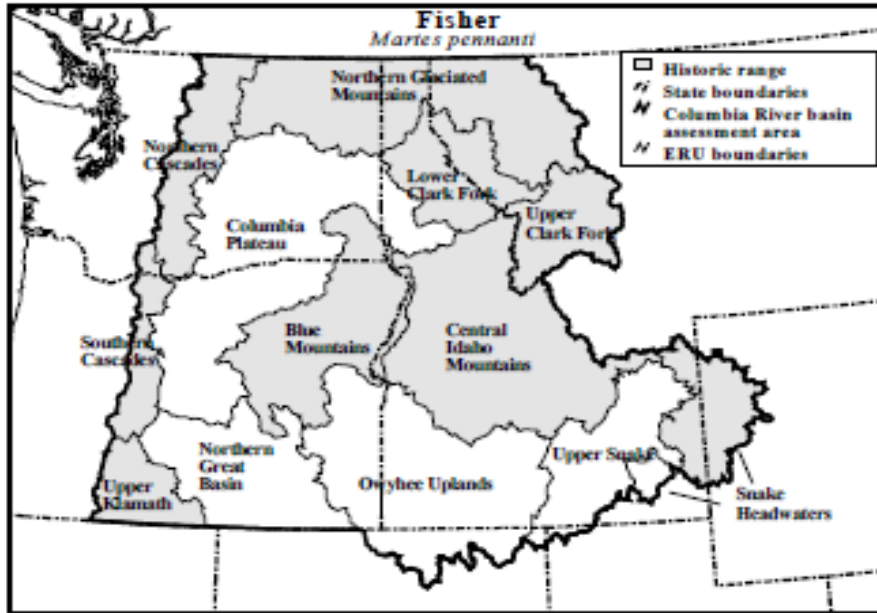 Fisher
Martes pennanti
Historic range
State boundaries
Columbia River basin
assessment area
ERU boundaries
Northern Glaciated
Mountains
Northern
Cascades
Lower
Clark Fork
Upper
Clark Fork
Columbia
Plateau
Southern
Cascades
Blue
Mountains
Central
Idaho
Mountains
Northern
Great
Basin
Owyhee Uplands
Upper Snake
Snake
Headwaters
Upper
Klamath